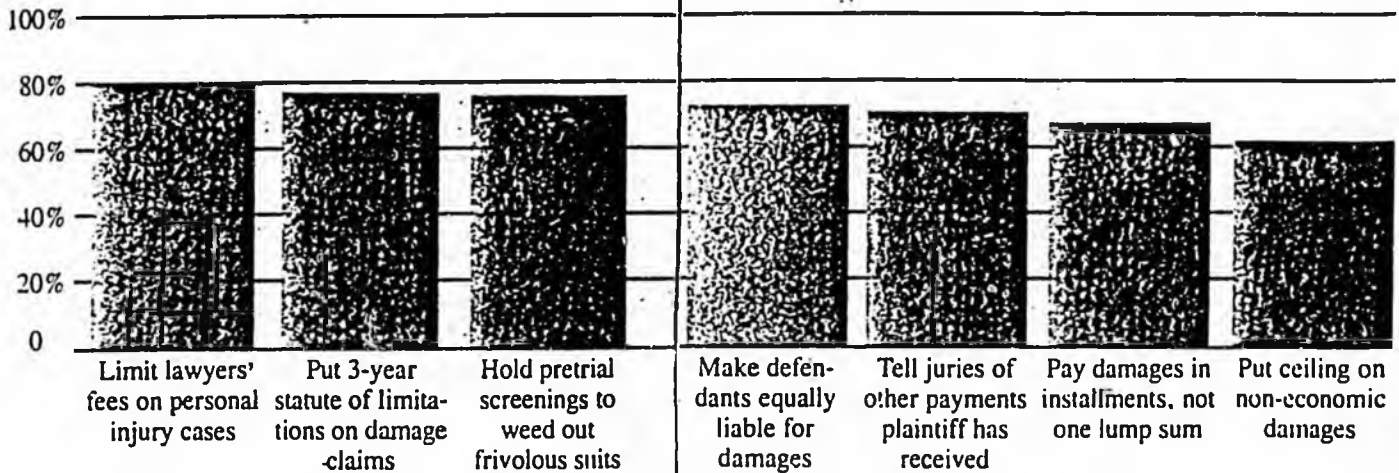 100%
80%
60%
40%
20%
0
Limit lawyers'
fees on personal
injury cases
Put 3-year
statute of limita-
tions on damage
-claims
Hold pretrial
screenings to
weed out
frivolous suits
Make defen-
dants equally
liable for
damages
Tell juries of
other payments
plaintiff has
received
Pay damages in
installments, not
one lump sum
Put ceiling on
non-economic
damages